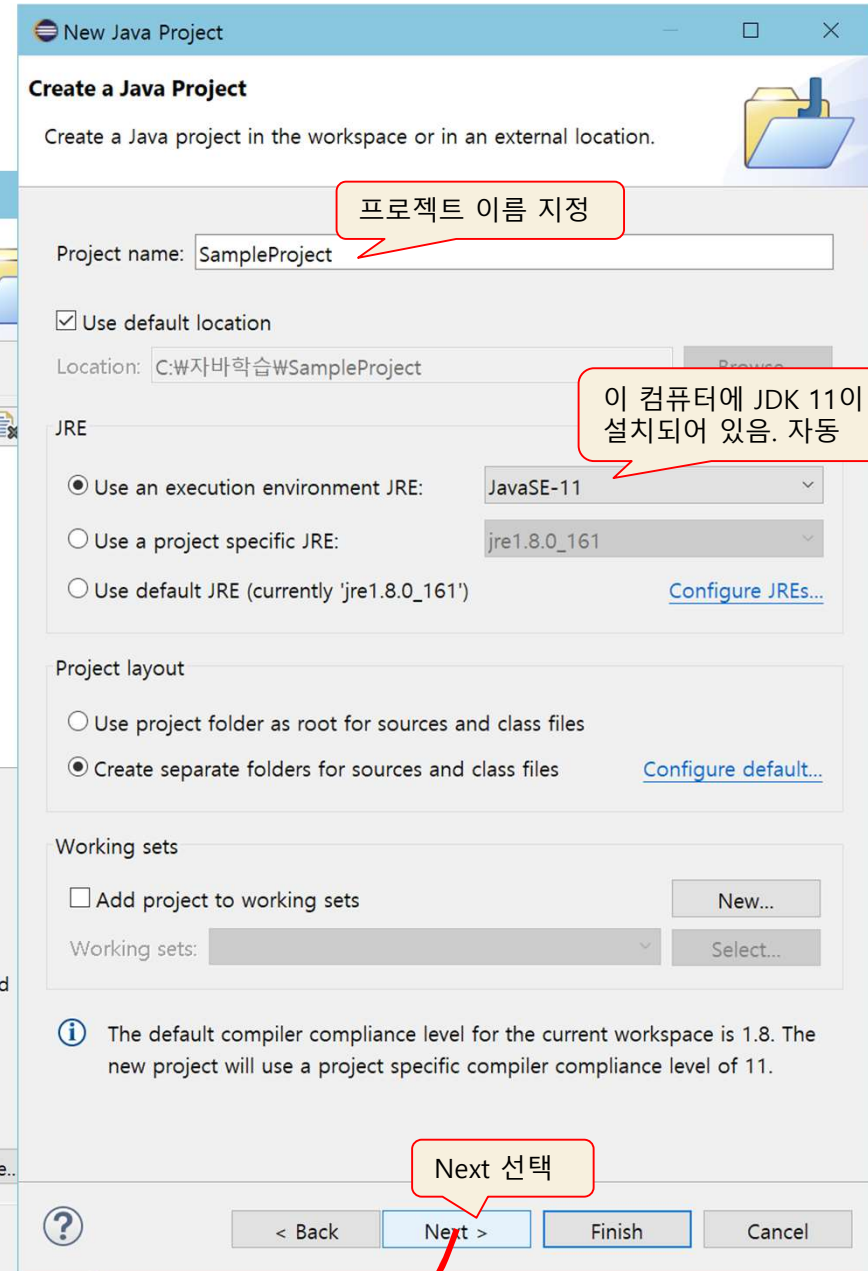 New Java Project
Create a Java Project
Create a Java project in the workspace or in an external location.
프로젝트 이름 지정
Project name: SampleProject
Use default location
Location: C:₩자바학습₩SampleProject
이 컴퓨터에 JDK 11이
설치되어 있음. 자동
JRE
Use an execution environment JRE: JavaSE-11
Use a project specific JRE: jre1.8.0_161
Use default JRE (currently 'jre1.8.0_161') Configure JREs...
Project layout
Use project folder as root for sources and class files
Create separate folders for sources and class files Configure default...
Working sets
Add project to working sets New...
Working sets: Select...
d
The default compiler compliance level for the current workspace is 1.8. The
new project will use a project specific compiler compliance level of 11.
e..
Next 선택
? < Back Next > Finish Cancel